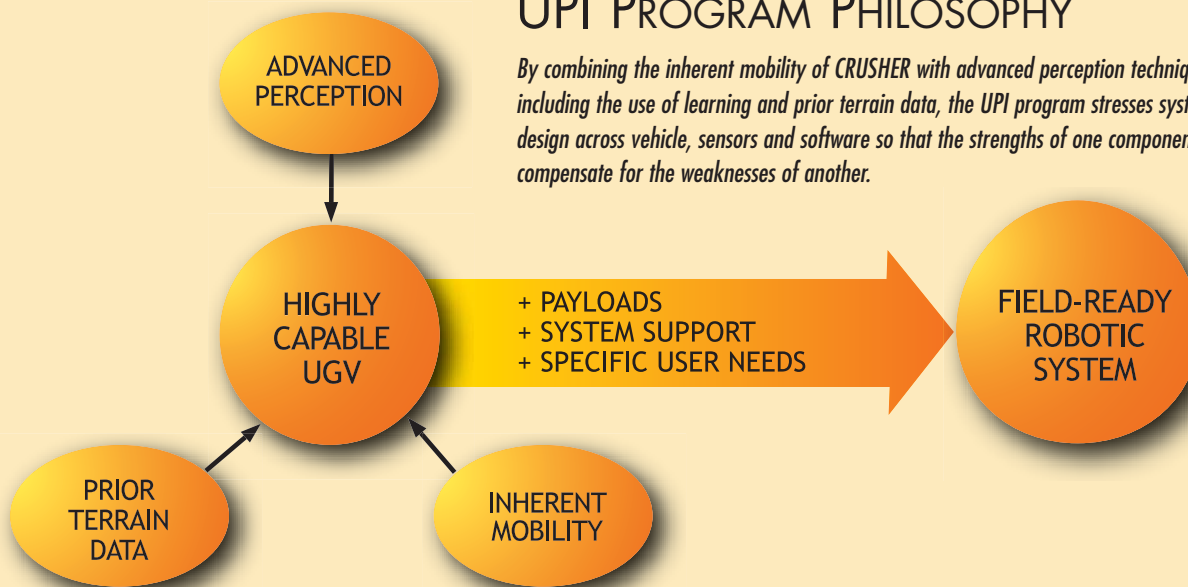 UPI PROGRAM PHILOSOPHY
By combining the inherent mobility of CRUSHER with advanced perception
including the use of learning and prior terrain data, the UPI program stresses
design across vehicle, sensors and software so that the strengths of one
compensate for the weaknesses of another.
ADVANCED
PERCEPTION
HIGHLY
CAPABLE
UGV
+ PAYLOADS
+ SYSTEM SUPPORT
+ SPECIFIC USER NEEDS
FIELD-READY
ROBOTIC
SYSTEM
PRIOR
TERRAIN
DATA
INHERENT
MOBILITY